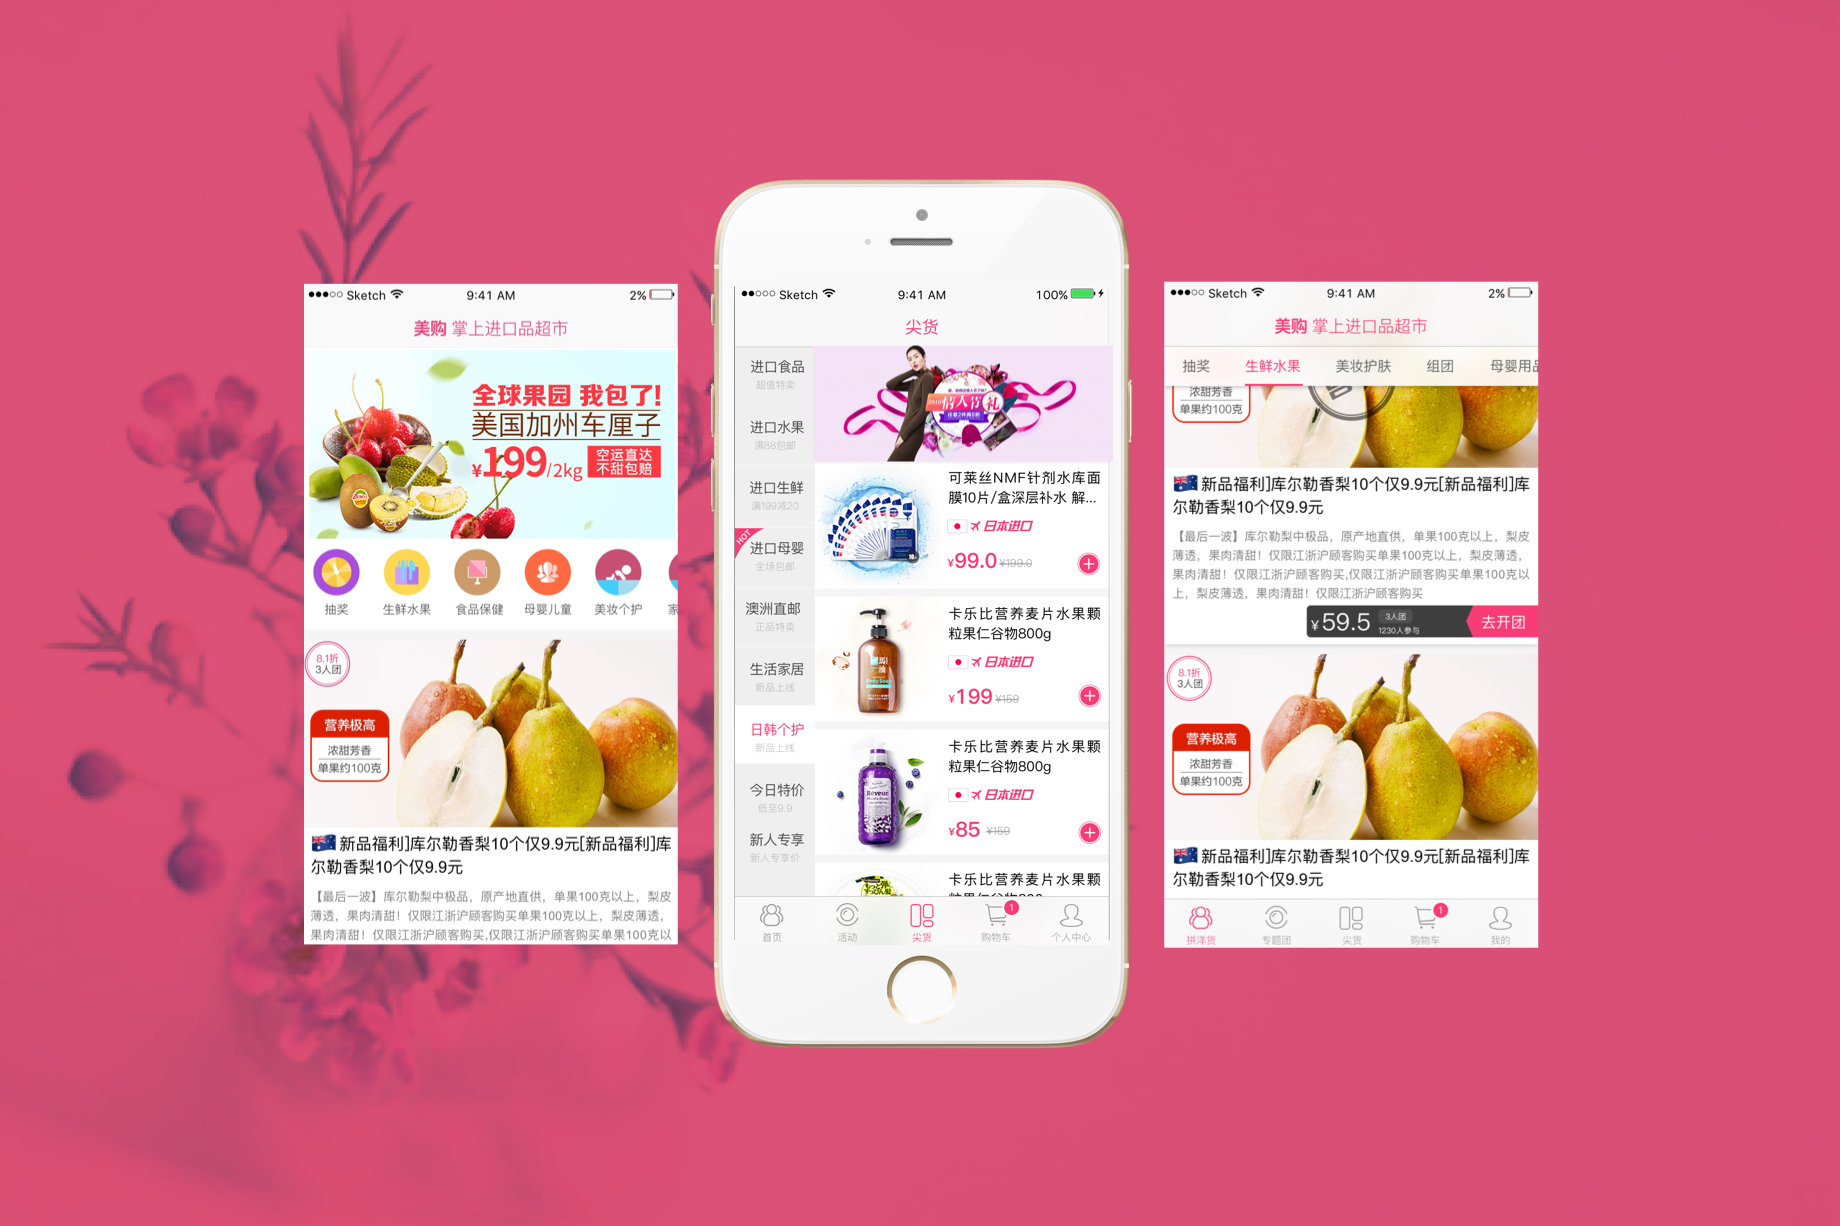 Sketch 9:41 AM 2%
美购 掌上进口品超市
全球果园 我包了!
美国加州车厘子
¥199/2kg 空运直达
不甜包赔
抽奖 生鲜水果 食品保健 母婴儿童 美妆个护
8.1折
3人团
营养极高
浓甜芳香
单果约100克
新品福利]库尔勒香梨10个仅9.9元[新品福利]库
尔勒香梨10个仅9.9元
【最后一波】库尔勒梨中极品，原产地直供，单果100克以上，梨皮
薄透，果肉清甜！仅限江浙沪顾客购买单果100克以上，梨皮薄透，
果肉清甜！仅限江浙沪顾客购买,仅限江浙沪顾客购买单果100克以
Sketch 9:41 AM 100%
尖货
进口食品
超值特卖
进口水果
满88包邮
进口生鲜
满199减20
HOT
进口母婴
全场包邮
澳洲直邮
正品特卖
生活家居
新品上线
日韩个护
新品上线
今日特价
低至9.9
新人专享
新人专享价
情人节 礼
可莱丝NMF针剂水库面
膜10片/盒深层补水 解...
日本进口
¥99.0 ¥199.0
卡乐比营养麦片水果颗
粒果仁谷物800g
日本进口
¥199 ¥159
Reveur
卡乐比营养麦片水果颗
粒果仁谷物800g
日本进口
¥85 ¥159
卡乐比营养麦片水果颗
粒果仁谷物800g
首页 活动 尖货 购物车 1 个人中心
Sketch 9:41 AM 2%
美购 掌上进口品超市
抽奖 生鲜水果 美妆护肤 组团 母婴用品
浓甜芳香
单果约100克
新品福利]库尔勒香梨10个仅9.9元[新品福利]库
尔勒香梨10个仅9.9元
【最后一波】库尔勒梨中极品，原产地直供，单果100克以上，梨皮
薄透，果肉清甜！仅限江浙沪顾客购买单果100克以上，梨皮薄透，
果肉清甜！仅限江浙沪顾客购买,仅限江浙沪顾客购买单果100克以
上，梨皮薄透，果肉清甜！仅限江浙沪顾客购买
¥59.5 3人团 去开团
1230人参与
8.1折
3人团
营养极高
浓甜芳香
单果约100克
新品福利]库尔勒香梨10个仅9.9元[新品福利]库
尔勒香梨10个仅9.9元
拼洋货 专题团 尖货 购物车 1 我的